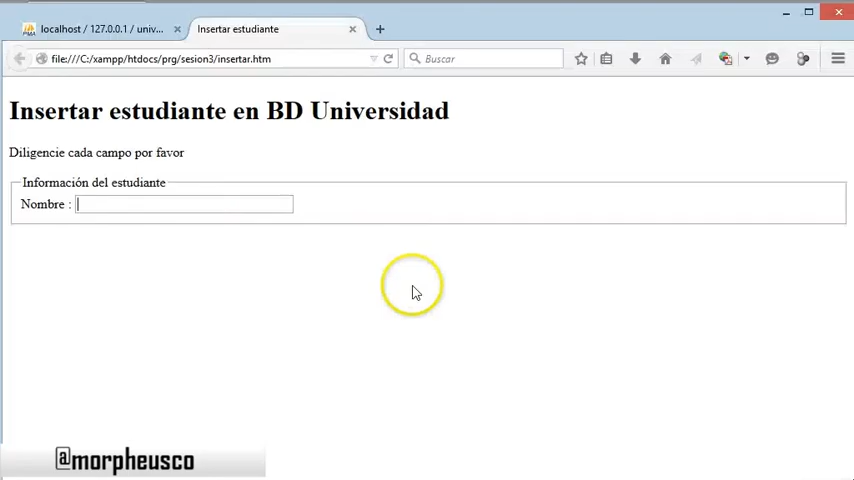 localhost / 127.0.0.1 / univ...
Insertar estudiante
file:///C:/xampp/htdocs/prg/sesion3/insertar.htm
Buscar
Insertar estudiante en BD Universidad
Diligencie cada campo por favor
Información del estudiante
Nombre :
@morpheusco